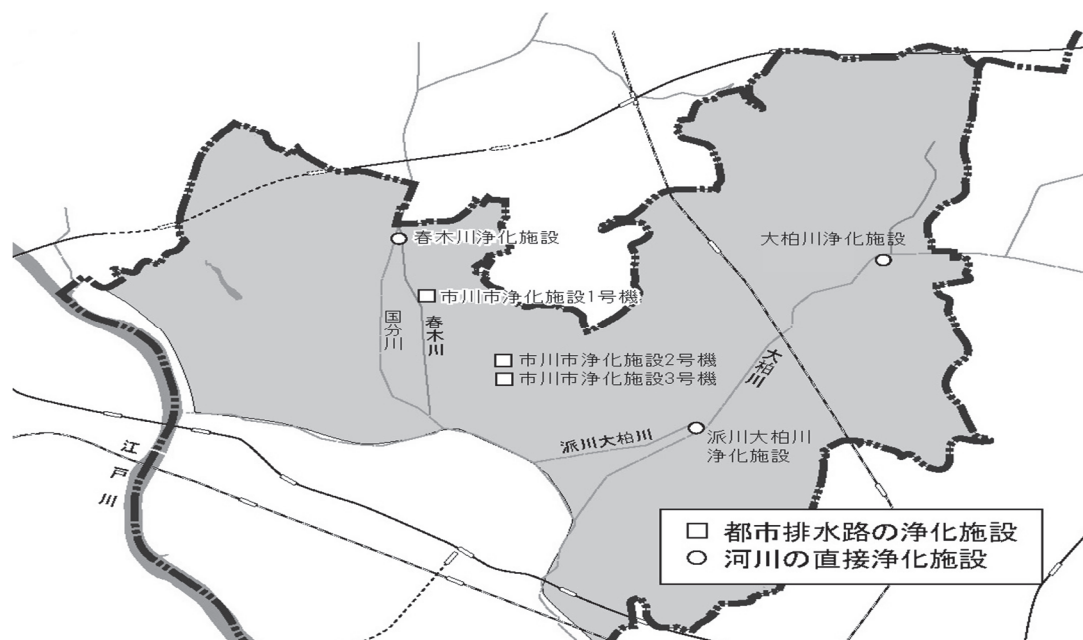 春木川浄化施設
大柏川浄化施設
市川市浄化施設1号機
国分川
春木川
市川市浄化施設2号機
市川市浄化施設3号機
大柏川
派川大柏川
派川大柏川
浄化施設
江戸川
都市排水路の浄化施設
河川の直接浄化施設